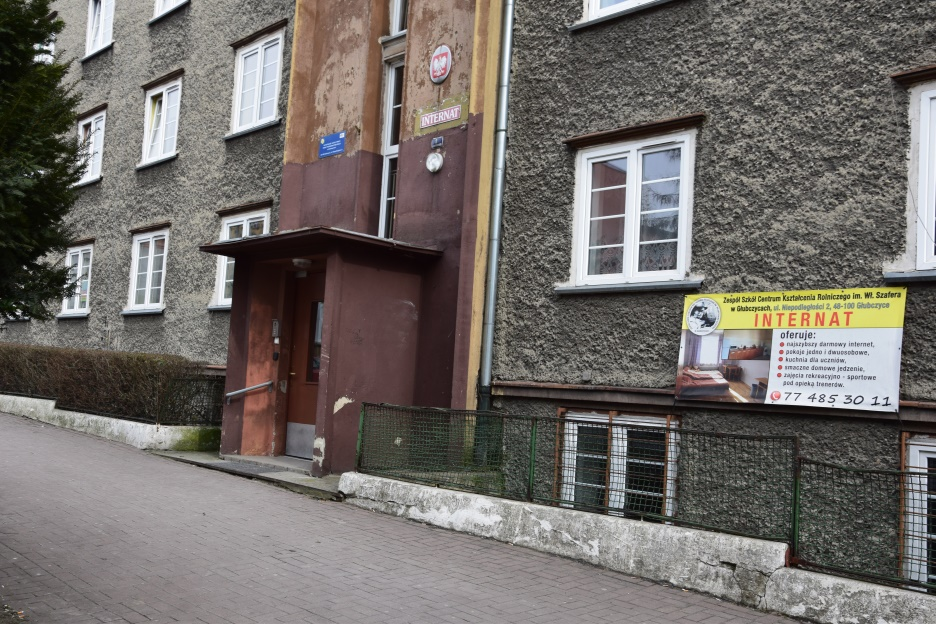 INTERNAT
Zespół Szkół Centrum Kształcenia Rolniczego im. Wł. Szafera
w Głubczycach, ul. Niepodległości 2, 48-100 Głubczyce
INTERNAT
oferuje:
najszybszy darmowy internet,
pokoje jedno i dwuosobowe,
kuchnia dla uczniów,
smaczne domowe jedzenie,
zajęcia rekreacyjno - sportowe
pod opieką trenerów.
77 485 30 11